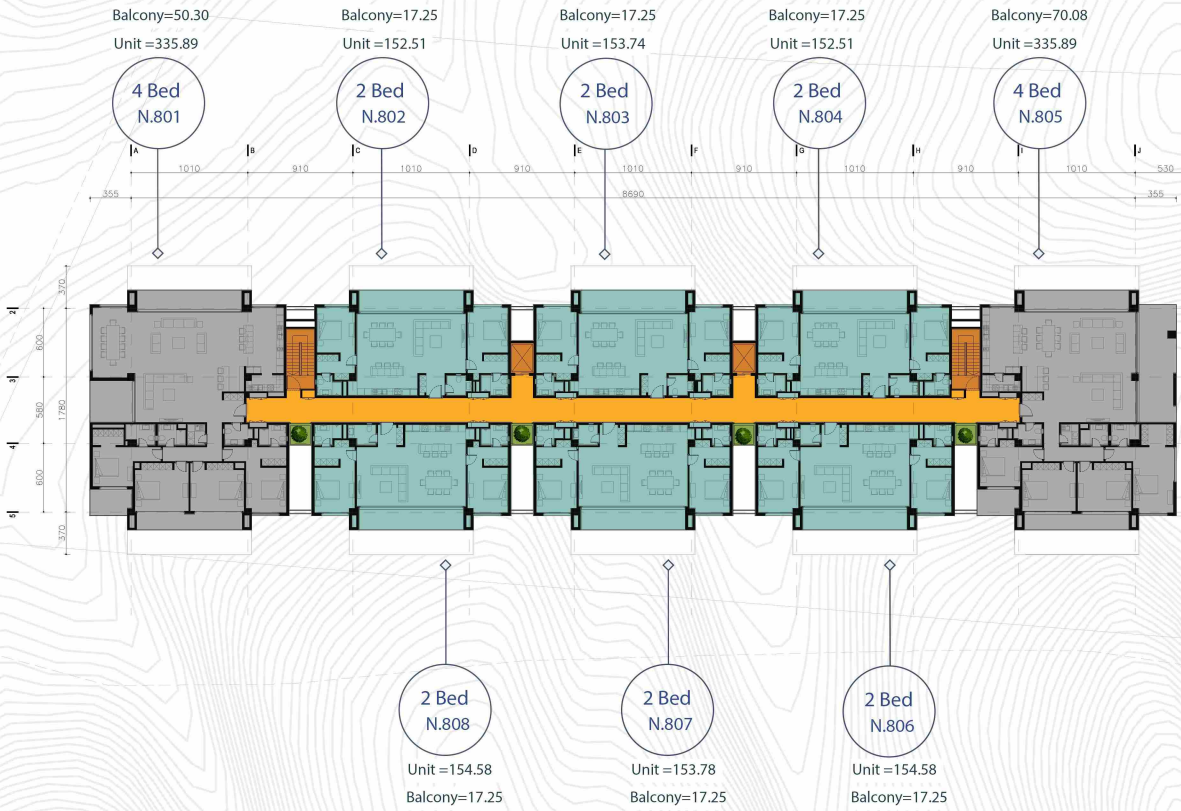 Balcony=50.30
Unit =335.89
4 Bed
N.801
Balcony=17.25
Unit =152.51
2 Bed
N.802
Balcony=17.25
Unit =153.74
2 Bed
N.803
Balcony=17.25
Unit =152.51
2 Bed
N.804
Balcony=70.08
Unit =335.89
4 Bed
N.805
A B C D E F G H I J
1010 910 1010 910 1010 910 1010 910 1010 530
355 8690 355
370
2
600
3
580 1780
4
600
5
370
2 Bed
N.808
Unit =154.58
Balcony=17.25
2 Bed
N.807
Unit =153.78
Balcony=17.25
2 Bed
N.806
Unit =154.58
Balcony=17.25